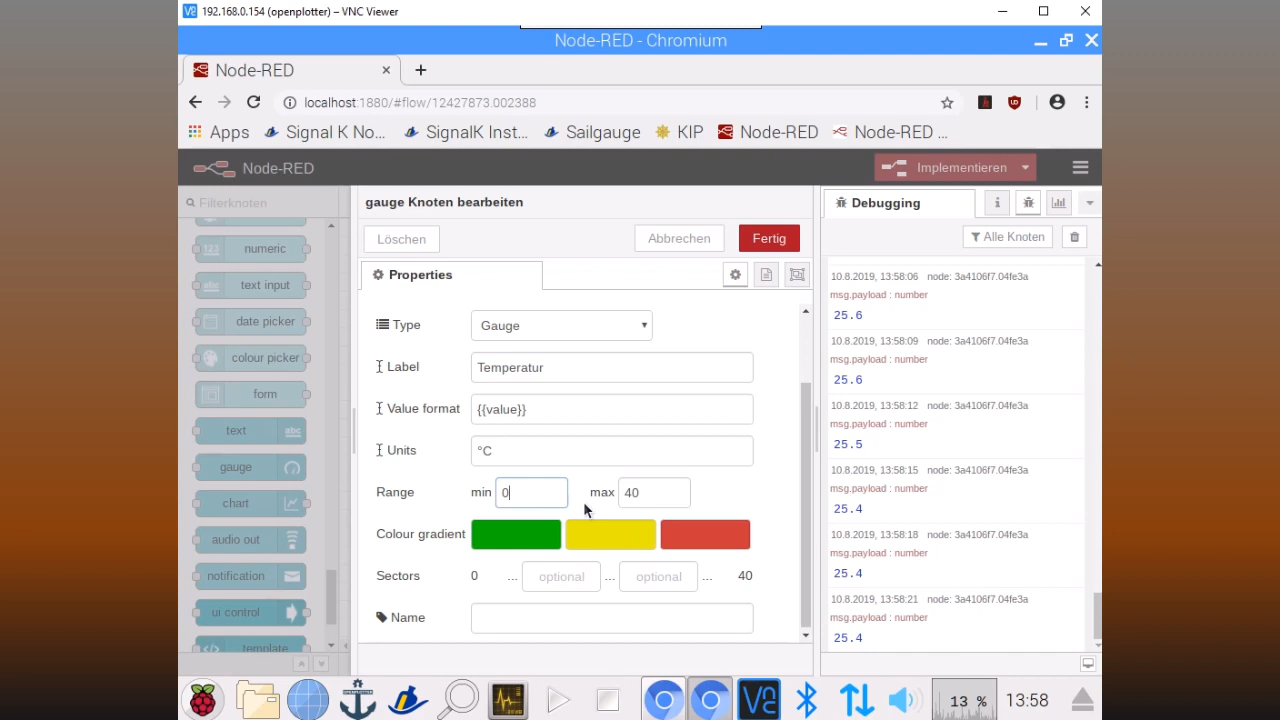 192.168.0.154 (openplotter) – VNC Viewer
Node-RED - Chromium
Node-RED
localhost:1880/#flow/12427873.002388
Apps Signal K No... SignalK Inst... Sailgauge KIP Node-RED Node-RED ...
Node-RED
Implementieren
Filterknoten
numeric
text input
date picker
colour picker
form
text
gauge
chart
audio out
notification
ui control
template
gauge Knoten bearbeiten
Löschen
Abbrechen
Fertig
Properties
Type Gauge
Label Temperatur
Value format {{value}}
Units °C
Range min 0 max 40
Colour gradient
Sectors 0 ... optional ... optional ... 40
Name
Debugging
Alle Knoten
10.8.2019, 13:58:06 node: 3a4106f7.04fe3a
msg.payload : number
25.6
10.8.2019, 13:58:09 node: 3a4106f7.04fe3a
msg.payload : number
25.6
10.8.2019, 13:58:12 node: 3a4106f7.04fe3a
msg.payload : number
25.5
10.8.2019, 13:58:15 node: 3a4106f7.04fe3a
msg.payload : number
25.4
10.8.2019, 13:58:18 node: 3a4106f7.04fe3a
msg.payload : number
25.4
10.8.2019, 13:58:21 node: 3a4106f7.04fe3a
msg.payload : number
25.4
13 %
13:58